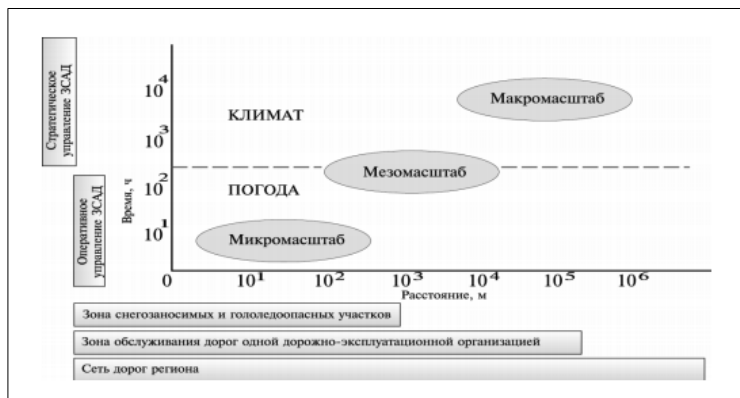 Стратегическое
управление ЗСАД
Оперативное
управление ЗСАД
Время, ч
10⁴
10³
10²
10¹
КЛИМАТ
ПОГОДА
Макромасштаб
Мезомасштаб
Микромасштаб
0 10¹ 10² 10³ 10⁴ 10⁵ 10⁶
Расстояние, м
Зона снегозаносимых и гололедоопасных участков
Зона обслуживания дорог одной дорожно-эксплуатационной организацией
Сеть дорог региона